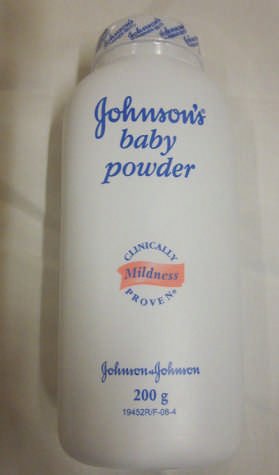 Johnson's®
baby
powder
CLINICALLY
Mildness
PROVEN®
Johnson & Johnson
200 g
19452R/F-08-4